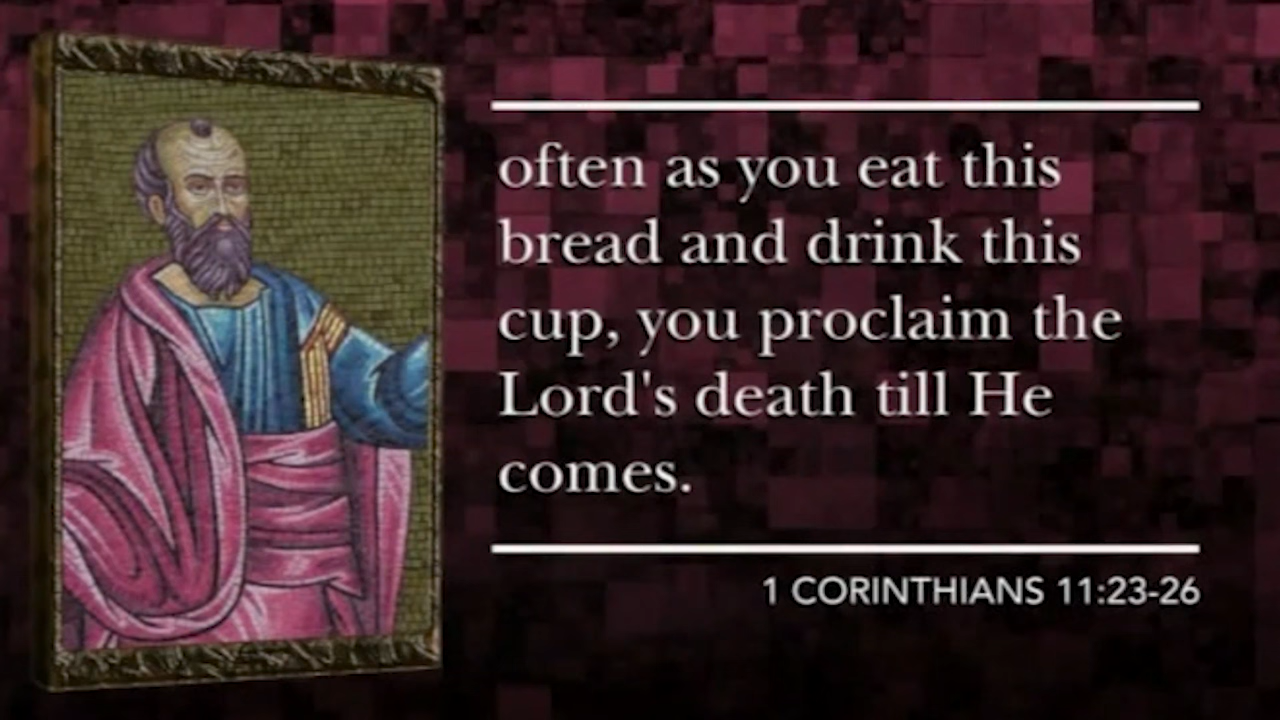 often as you eat this
bread and drink this
cup, you proclaim the
Lord's death till He
comes.
1 CORINTHIANS 11:23-26